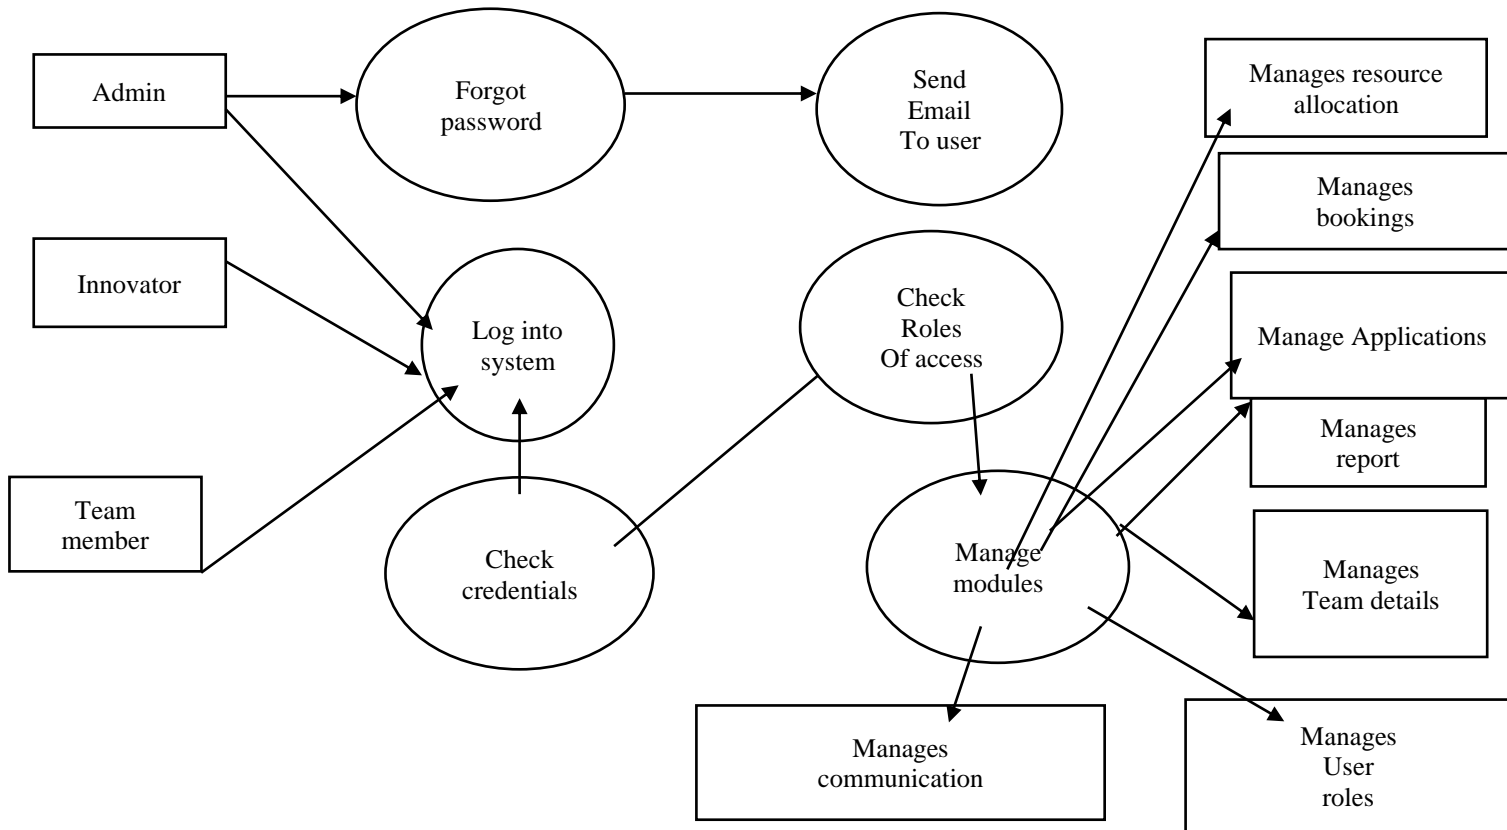 Admin
Forgot
password
Send
Email
To user
Manages resource
allocation
Manages
bookings
Innovator
Log into
system
Check
Roles
Of access
Manage Applications
Manages
report
Team
member
Check
credentials
Manage
modules
Manages
Team details
Manages
communication
Manages
User
roles